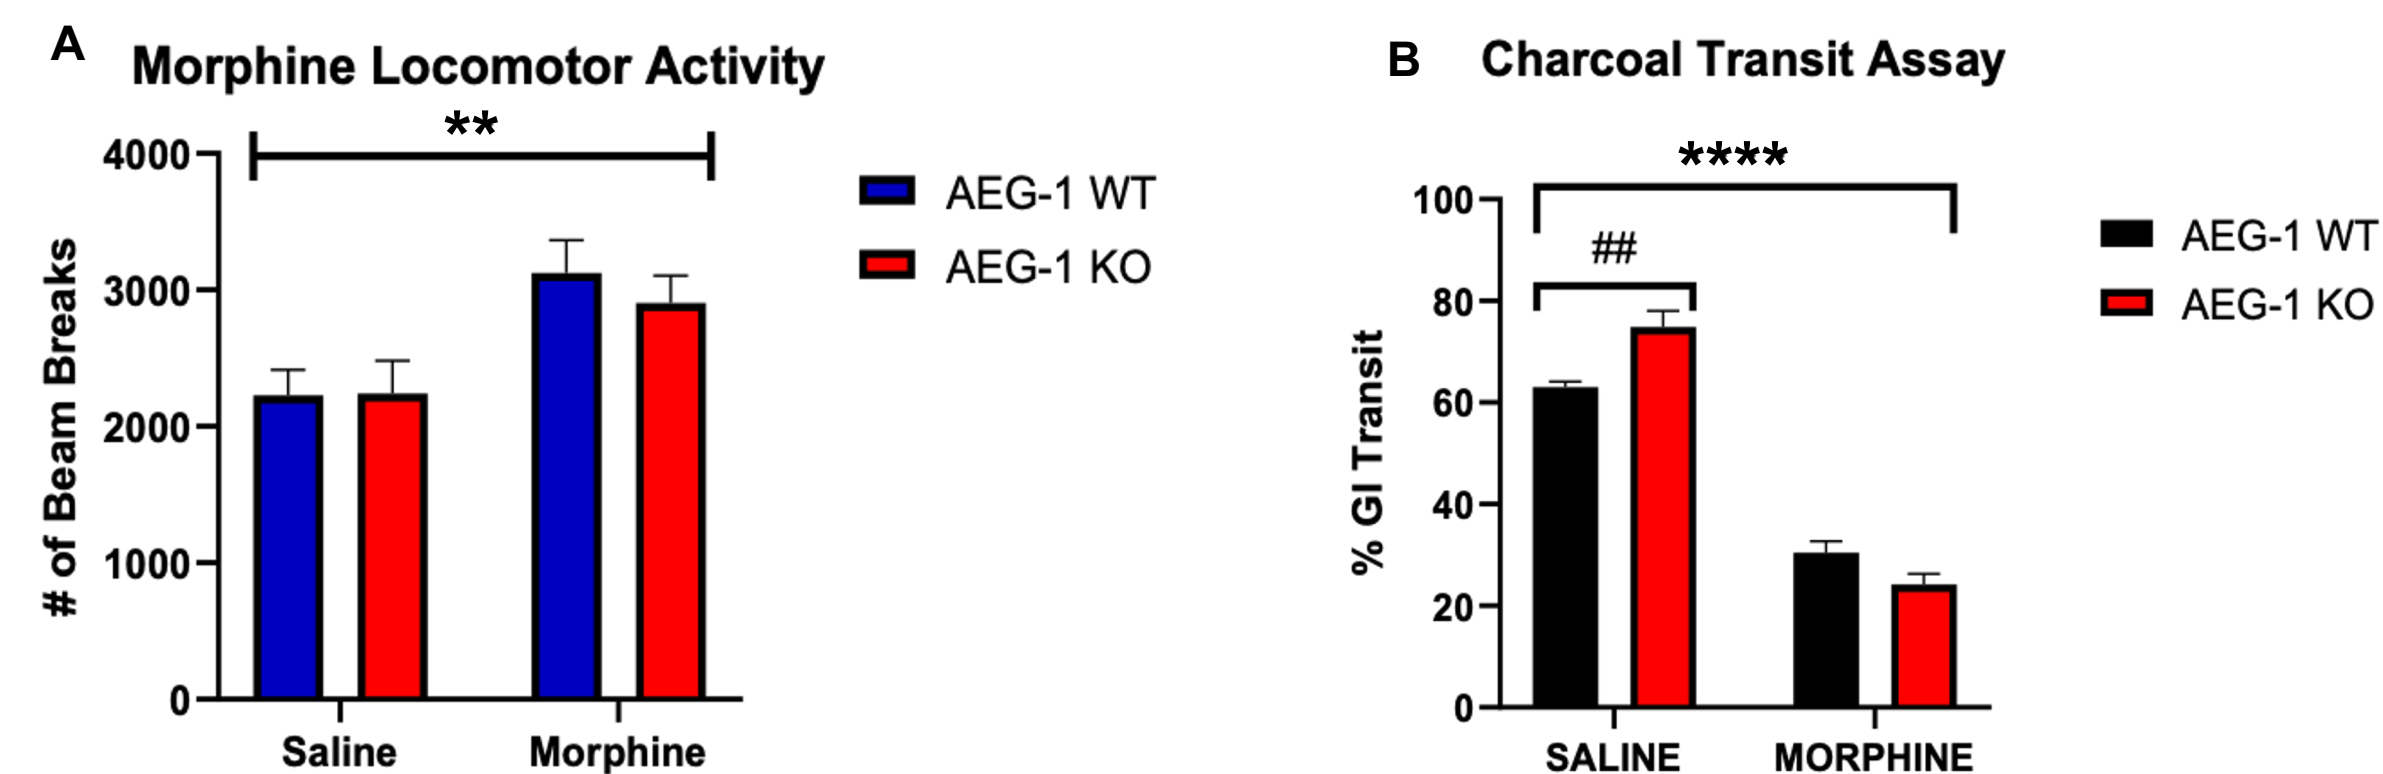 A
Morphine Locomotor Activity
**
4000
3000
2000
1000
0
# of Beam Breaks
Saline
Morphine
AEG-1 WT
AEG-1 KO
B
Charcoal Transit Assay
****
##
100
80
60
40
20
0
% GI Transit
SALINE
MORPHINE
AEG-1 WT
AEG-1 KO